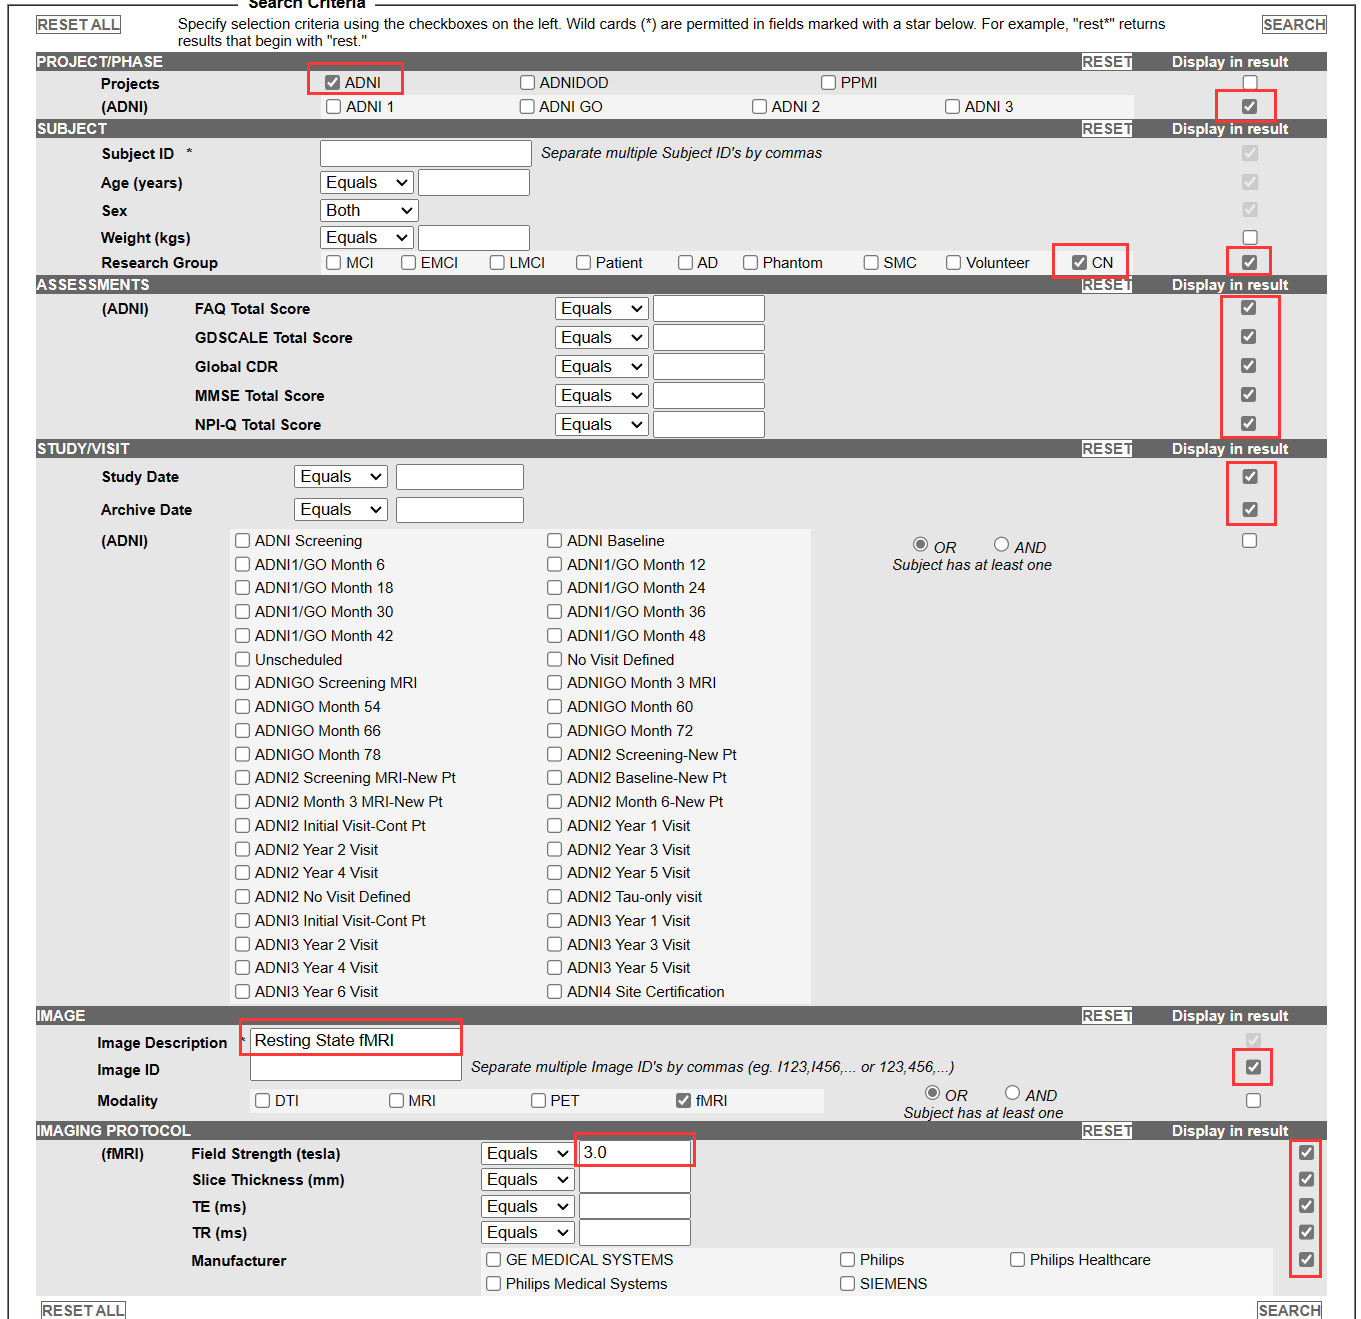 Search Criteria
RESET ALL Specify selection criteria using the checkboxes on the left. Wild cards (*) are permitted in fields marked with a star below. For example, "rest*" returns SEARCH
results that begin with "rest."
PROJECT/PHASE RESET Display in result
Projects ADNI ADNIDOD PPMI
(ADNI) ADNI 1 ADNI GO ADNI 2 ADNI 3
SUBJECT RESET Display in result
Subject ID * Separate multiple Subject ID's by commas
Age (years) Equals
Sex Both
Weight (kgs) Equals
Research Group MCI EMCI LMCI Patient AD Phantom SMC Volunteer CN
ASSESSMENTS RESET Display in result
(ADNI) FAQ Total Score Equals
GDSCALE Total Score Equals
Global CDR Equals
MMSE Total Score Equals
NPI-Q Total Score Equals
STUDY/VISIT RESET Display in result
Study Date Equals
Archive Date Equals
(ADNI) ADNI Screening ADNI Baseline OR AND
ADNI1/GO Month 6 ADNI1/GO Month 12 Subject has at least one
ADNI1/GO Month 18 ADNI1/GO Month 24
ADNI1/GO Month 30 ADNI1/GO Month 36
ADNI1/GO Month 42 ADNI1/GO Month 48
Unscheduled No Visit Defined
ADNIGO Screening MRI ADNIGO Month 3 MRI
ADNIGO Month 54 ADNIGO Month 60
ADNIGO Month 66 ADNIGO Month 72
ADNIGO Month 78 ADNI2 Screening-New Pt
ADNI2 Screening MRI-New Pt ADNI2 Baseline-New Pt
ADNI2 Month 3 MRI-New Pt ADNI2 Month 6-New Pt
ADNI2 Initial Visit-Cont Pt ADNI2 Year 1 Visit
ADNI2 Year 2 Visit ADNI2 Year 3 Visit
ADNI2 Year 4 Visit ADNI2 Year 5 Visit
ADNI2 No Visit Defined ADNI2 Tau-only visit
ADNI3 Initial Visit-Cont Pt ADNI3 Year 1 Visit
ADNI3 Year 2 Visit ADNI3 Year 3 Visit
ADNI3 Year 4 Visit ADNI3 Year 5 Visit
ADNI3 Year 6 Visit ADNI4 Site Certification
IMAGE RESET Display in result
Image Description * Resting State fMRI
Image ID Separate multiple Image ID's by commas (eg. I123,I456,... or 123,456,...)
Modality DTI MRI PET fMRI OR AND
Subject has at least one
IMAGING PROTOCOL RESET Display in result
(fMRI) Field Strength (tesla) Equals 3.0
Slice Thickness (mm) Equals
TE (ms) Equals
TR (ms) Equals
Manufacturer GE MEDICAL SYSTEMS Philips Philips Healthcare
Philips Medical Systems SIEMENS
RESET ALL SEARCH